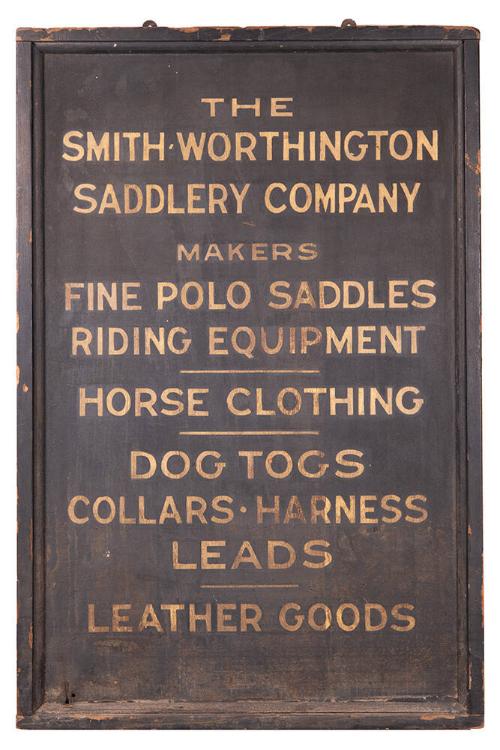 THE
SMITH-WORTHINGTON
SADDLERY COMPANY
MAKERS
FINE POLO SADDLES
RIDING EQUIPMENT
HORSE CLOTHING
DOG TOGS
COLLARS · HARNESS
LEADS
LEATHER GOODS